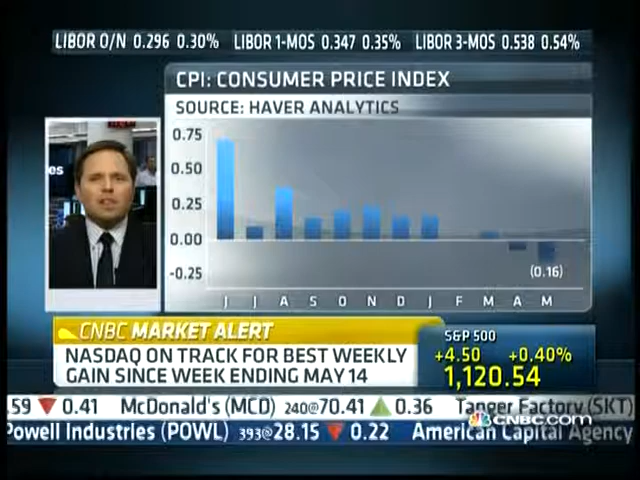 LIBOR O/N 0.296 0.30% LIBOR 1-MOS 0.347 0.35% LIBOR 3-MOS 0.538 0.54%
CPI: CONSUMER PRICE INDEX
SOURCE: HAVER ANALYTICS
0.75
0.50
0.25
0.00
-0.25
(0.16)
J J A S O N D J F M A M
es
CNBC MARKET ALERT
NASDAQ ON TRACK FOR BEST WEEKLY
GAIN SINCE WEEK ENDING MAY 14
S&P 500
+4.50 +0.40%
1,120.54
.59 ▼ 0.41 McDonald's (MCD) 240@70.41 ▲ 0.36 Tanger Factory (SKT)
CNBC.com
Powell Industries (POWL) 393@28.15 ▼ 0.22 American Capital Agency